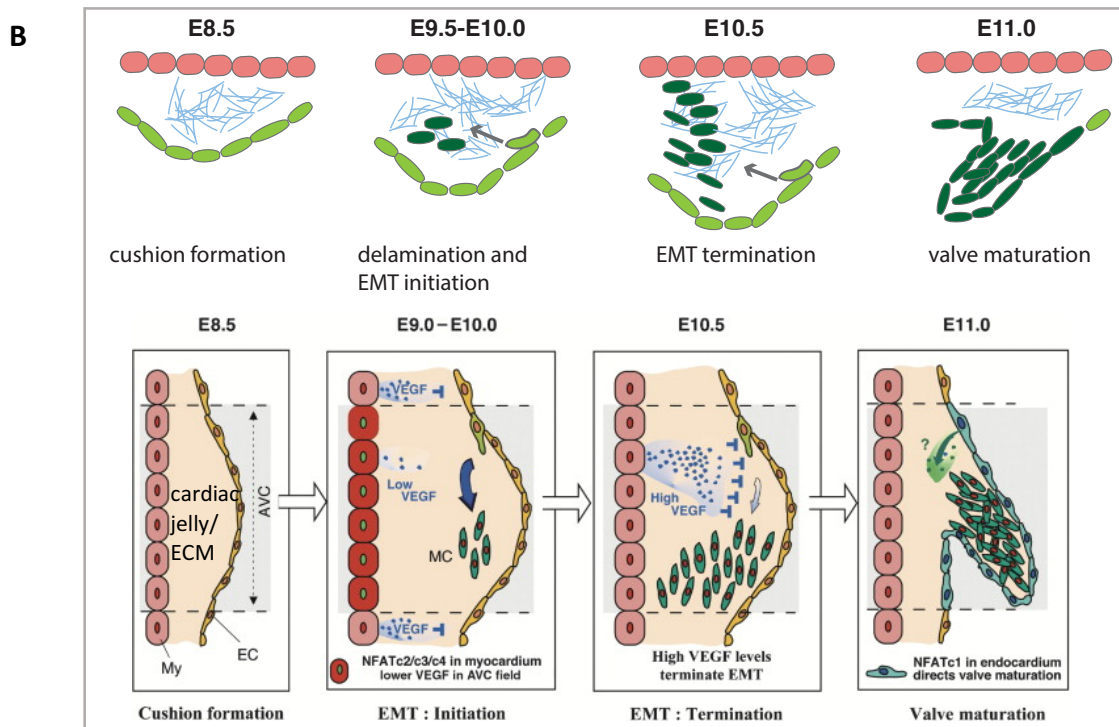 B
E8.5
E9.5-E10.0
E10.5
E11.0
cushion formation
delamination and
EMT initiation
EMT termination
valve maturation
E8.5
E9.0–E10.0
E10.5
E11.0
cardiac
jelly/
ECM
AVC
My
EC
VEGF
Low
VEGF
MC
VEGF
NFATc2/c3/c4 in myocardium
lower VEGF in AVC field
High
VEGF
High VEGF levels
terminate EMT
?
NFATc1 in endocardium
directs valve maturation
Cushion formation
EMT : Initiation
EMT : Termination
Valve maturation